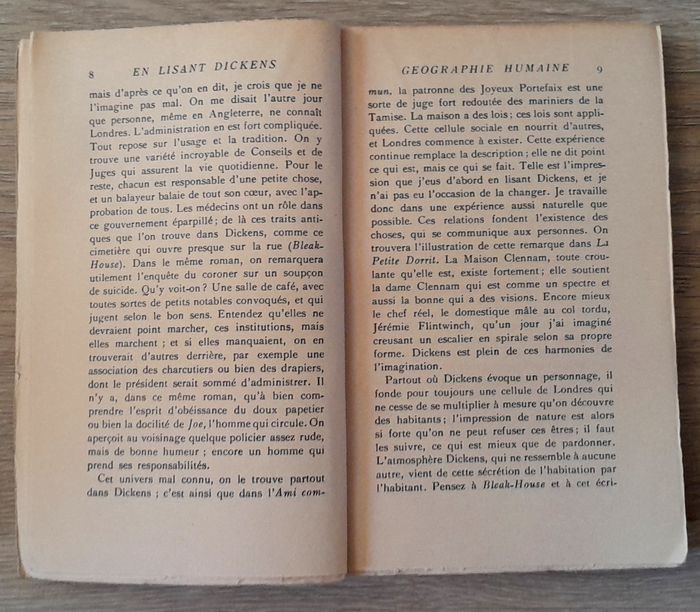 8 EN LISANT DICKENS
mais d'après ce qu'on en dit, je crois que je ne
l'imagine pas mal. On me disait l'autre jour
que personne, même en Angleterre, ne connaît
Londres. L'administration en est fort compliquée.
Tout repose sur l'usage et la tradition. On y
trouve une variété incroyable de Conseils et de
Juges qui assurent la vie quotidienne. Pour le
reste, chacun est responsable d'une petite chose,
et un balayeur balaie de tout son cœur, avec l'ap-
probation de tous. Les médecins ont un rôle dans
ce gouvernement éparpillé ; de là ces traits anti-
ques que l'on trouve dans Dickens, comme ce
cimetière qui ouvre presque sur la rue (Bleak-
House). Dans le même roman, on remarquera
utilement l'enquête du coroner sur un soupçon
de suicide. Qu'y voit-on ? Une salle de café, avec
toutes sortes de petits notables convoqués, et qui
jugent selon le bon sens. Entendez qu'elles ne
devraient point marcher, ces institutions, mais
elles marchent ; et si elles manquaient, on en
trouverait d'autres derrière, par exemple une
association des charcutiers ou bien des drapiers,
dont le président serait sommé d'administrer. Il
n'y a, dans ce même roman, qu'à bien com-
prendre l'esprit d'obéissance du doux papetier
ou bien la docilité de Joe, l'homme qui circule. On
aperçoit au voisinage quelque policier assez rude,
mais de bonne humeur ; encore un homme qui
prend ses responsabilités.
Cet univers mal connu, on le trouve partout
dans Dickens ; c'est ainsi que dans l'Ami com-
GEOGRAPHIE HUMAINE 9
mun, la patronne des Joyeux Portefaix est une
sorte de juge fort redoutée des mariniers de la
Tamise. La maison a des lois ; ces lois sont appli-
quées. Cette cellule sociale en nourrit d'autres,
et Londres commence à exister. Cette expérience
continue remplace la description ; elle ne dit point
ce qui est, mais ce qui se fait. Telle est l'impres-
sion que j'eus d'abord en lisant Dickens, et je
n'ai pas eu l'occasion de la changer. Je travaille
donc dans une expérience aussi naturelle que
possible. Ces relations fondent l'existence des
choses, qui se communique aux personnes. On
trouvera l'illustration de cette remarque dans La
Petite Dorrit. La Maison Clennam, toute crou-
lante qu'elle est, existe fortement ; elle soutient
la dame Clennam qui est comme un spectre et
aussi la bonne qui a des visions. Encore mieux
le chef réel, le domestique mâle au col tordu,
Jérémie Flintwinch, qu'un jour j'ai imaginé
creusant un escalier en spirale selon sa propre
forme. Dickens est plein de ces harmonies de
l'imagination.
Partout où Dickens évoque un personnage, il
fonde pour toujours une cellule de Londres qui
ne cesse de se multiplier à mesure qu'on découvre
des habitants ; l'impression de nature est alors
si forte qu'on ne peut refuser ces êtres ; il faut
les suivre, ce qui est mieux que de pardonner.
L'atmosphère Dickens, qui ne ressemble à aucune
autre, vient de cette sécrétion de l'habitation par
l'habitant. Pensez à Bleak-House et à cet écri-